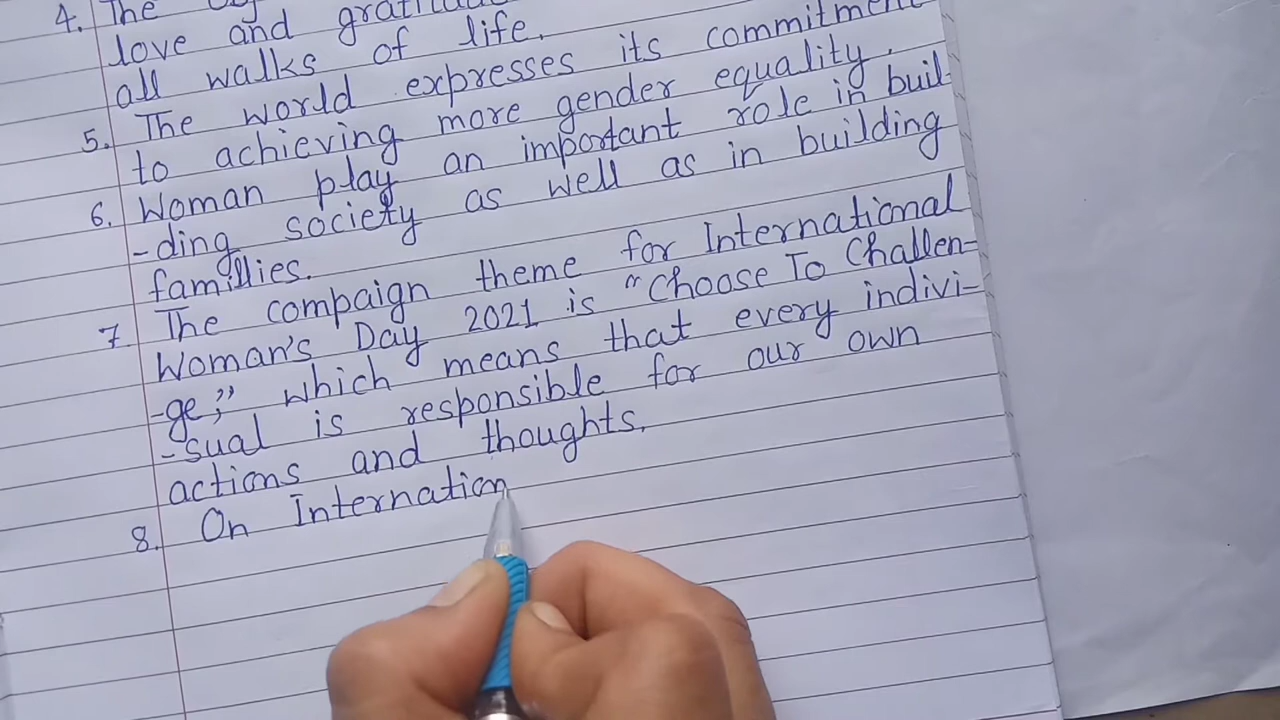 4. The
love and gratitude
all walks of life.
5. The world expresses its commitment
to achieving more gender equality.
6. Woman play an important role in buil-
-ding society as well as in building
famillies.
7. The compaign theme for International
Woman's Day 2021 is "Choose To Challen-
-ge," which means that every indivi-
-sual is responsible for our own
actions and thoughts.
8. On Internation